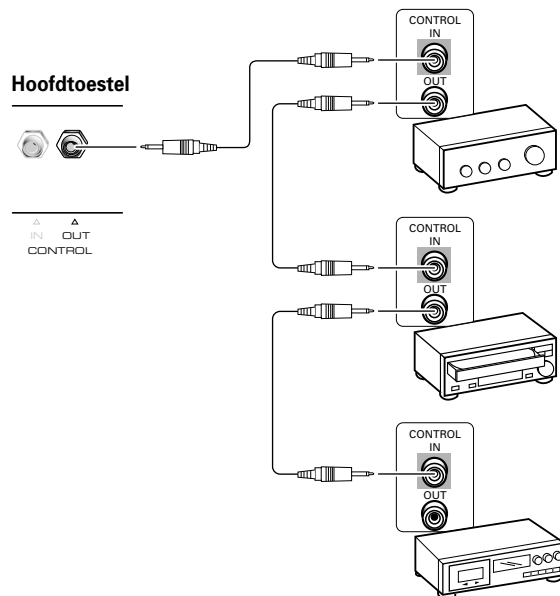 CONTROL
IN
OUT
Hoofdtoestel
IN OUT
CONTROL
CONTROL
IN
OUT
CONTROL
IN
OUT